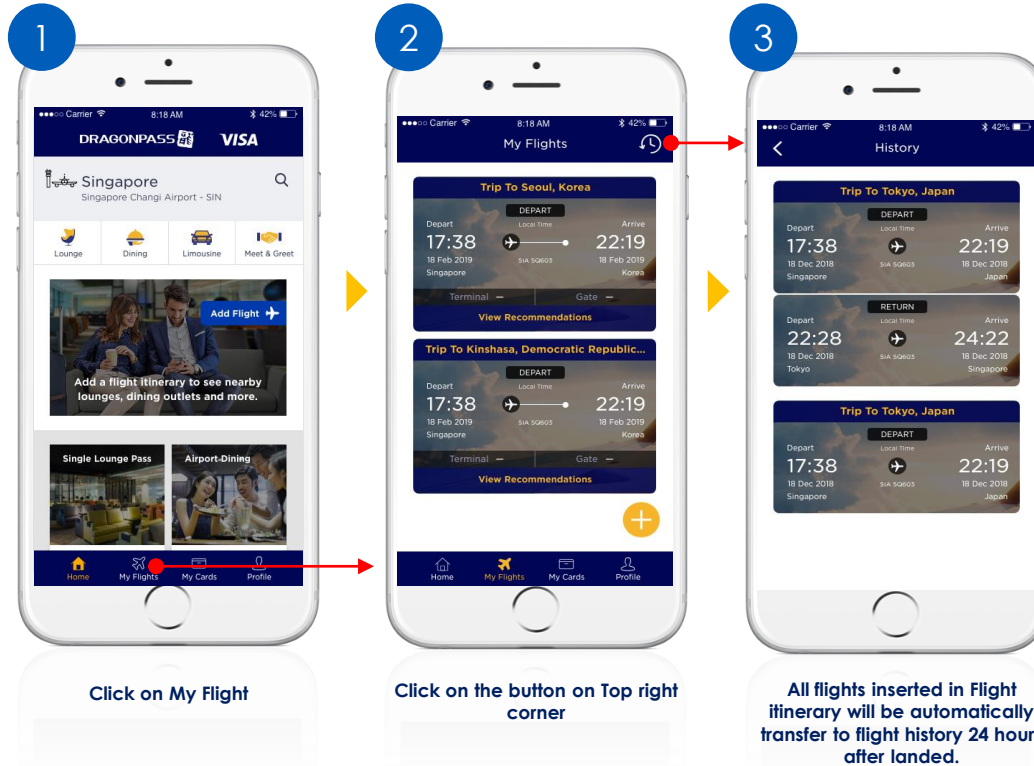 1
Carrier
8:18 AM
42%
DRAGONPASS
VISA
Singapore
Singapore Changi Airport - SIN
Lounge
Dining
Limousine
Meet & Greet
Add Flight
Add a flight itinerary to see nearby
lounges, dining outlets and more.
Single Lounge Pass
Airport Dining
Home
My Flights
My Cards
Profile
Click on My Flight
2
Carrier
8:18 AM
42%
My Flights
Trip To Seoul, Korea
DEPART
Depart
Local Time
Arrive
17:38
22:19
18 Feb 2019
SIA SQ603
18 Feb 2019
Singapore
Korea
Terminal –
Gate –
View Recommendations
Trip To Kinshasa, Democratic Republic...
DEPART
Depart
Local Time
Arrive
17:38
22:19
18 Feb 2019
SIA SQ603
18 Feb 2019
Singapore
Korea
Terminal –
Gate –
View Recommendations
Home
My Flights
My Cards
Profile
Click on the button on Top right
corner
3
Carrier
8:18 AM
42%
History
Trip To Tokyo, Japan
DEPART
Depart
Local Time
Arrive
17:38
22:19
18 Dec 2018
SIA SQ603
18 Dec 2018
Singapore
Japan
RETURN
Depart
Local Time
Arrive
22:28
24:22
18 Dec 2018
SIA SQ603
18 Dec 2018
Tokyo
Singapore
Trip To Tokyo, Japan
DEPART
Depart
Local Time
Arrive
17:38
22:19
18 Dec 2018
SIA SQ603
18 Dec 2018
Singapore
Japan
All flights inserted in Flight
itinerary will be automatically
transfer to flight history 24 hour
after landed.